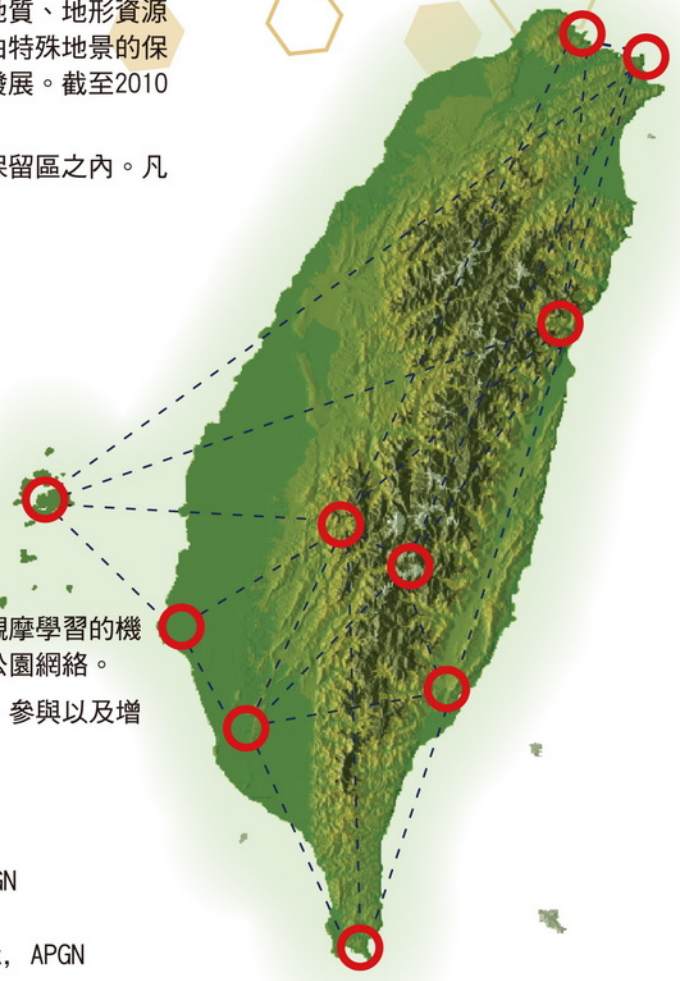 地質、地形資源
由特殊地景的保
發展。截至2010
保留區之內。凡
觀摩學習的機
公園網絡。
參與以及增
GN
, APGN